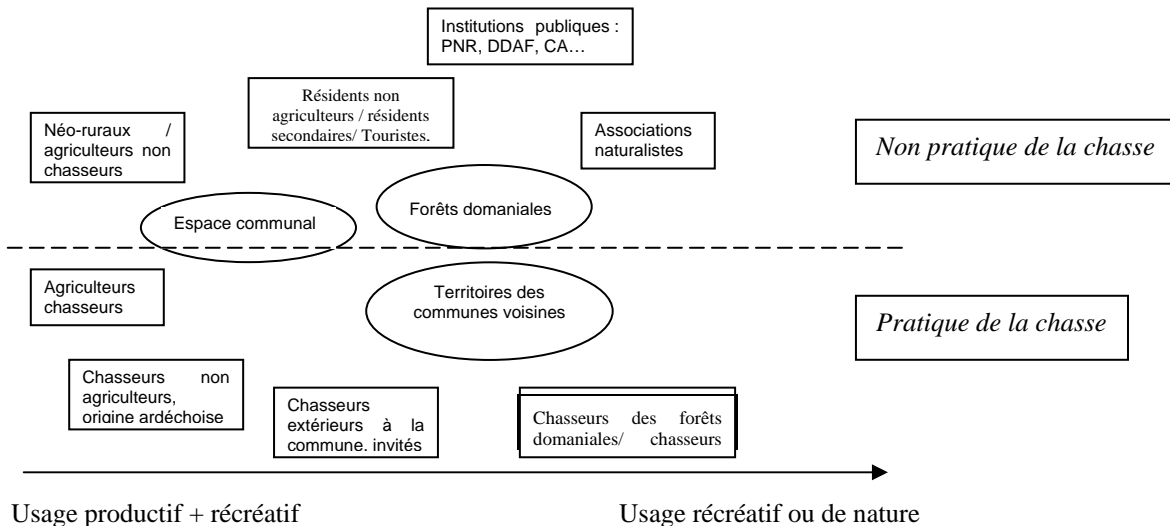 Institutions publiques :
PNR, DDAF, CA…
Résidents non
agriculteurs / résidents
secondaires/ Touristes.
Néo-ruraux /
agriculteurs non
chasseurs
Associations
naturalistes
Non pratique de la chasse
Espace communal
Forêts domaniales
Agriculteurs
chasseurs
Territoires des
communes voisines
Pratique de la chasse
Chasseurs non
agriculteurs,
origine ardéchoise
Chasseurs
extérieurs à la
commune. invités
Chasseurs des forêts
domaniales/ chasseurs
Usage productif + récréatif
Usage récréatif ou de nature